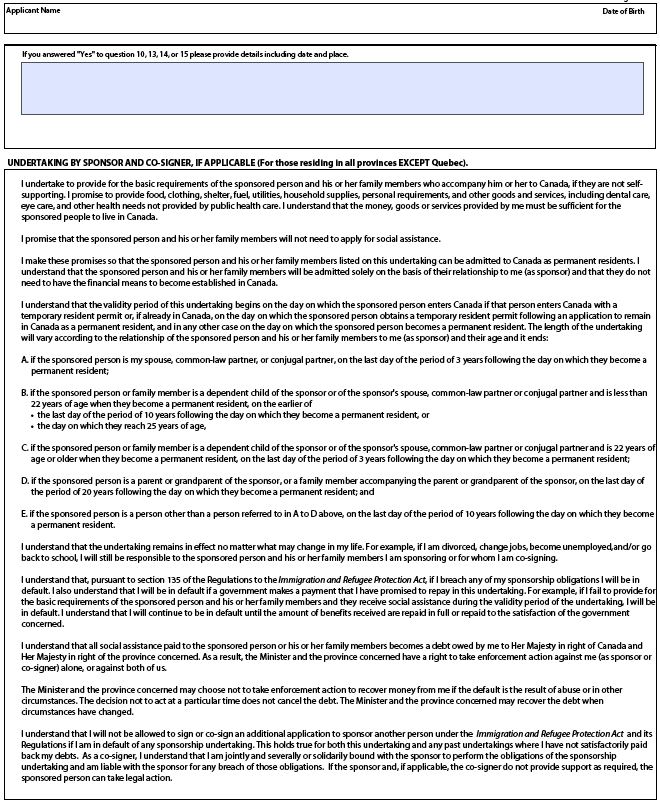 Applicant Name Date of Birth
If you answered "Yes" to question 10, 13, 14, or 15 please provide details including date and place.
UNDERTAKING BY SPONSOR AND CO-SIGNER, IF APPLICABLE (For those residing in all provinces EXCEPT Quebec).
I undertake to provide for the basic requirements of the sponsored person and his or her family members who accompany him or her to Canada, if they are not self-
supporting. I promise to provide food, clothing, shelter, fuel, utilities, household supplies, personal requirements, and other goods and services, including dental care,
eye care, and other health needs not provided by public health care. I understand that the money, goods or services provided by me must be sufficient for the
sponsored people to live in Canada.
I promise that the sponsored person and his or her family members will not need to apply for social assistance.
I make these promises so that the sponsored person and his or her family members listed on this undertaking can be admitted to Canada as permanent residents. I
understand that the sponsored person and his or her family members will be admitted solely on the basis of their relationship to me (as sponsor) and that they do not
need to have the financial means to become established in Canada.
I understand that the validity period of this undertaking begins on the day on which the sponsored person enters Canada if that person enters Canada with a
temporary resident permit or, if already in Canada, on the day on which the sponsored person obtains a temporary resident permit following an application to remain
in Canada as a permanent resident, and in any other case on the day on which the sponsored person becomes a permanent resident. The length of the undertaking
will vary according to the relationship of the sponsored person and his or her family members to me (as sponsor) and their age and it ends:
A. if the sponsored person is my spouse, common-law partner, or conjugal partner, on the last day of the period of 3 years following the day on which they become a
permanent resident;
B. if the sponsored person or family member is a dependent child of the sponsor or of the sponsor's spouse, common-law partner or conjugal partner and is less than
22 years of age when they become a permanent resident, on the earlier of
• the last day of the period of 10 years following the day on which they become a permanent resident, or
• the day on which they reach 25 years of age,
C. if the sponsored person or family member is a dependent child of the sponsor or of the sponsor's spouse, common-law partner or conjugal partner and is 22 years of
age or older when they become a permanent resident, on the last day of the period of 3 years following the day on which they become a permanent resident;
D. if the sponsored person is a parent or grandparent of the sponsor, or a family member accompanying the parent or grandparent of the sponsor, on the last day of
the period of 20 years following the day on which they become a permanent resident; and
E. if the sponsored person is a person other than a person referred to in A to D above, on the last day of the period of 10 years following the day on which they become
a permanent resident.
I understand that the undertaking remains in effect no matter what may change in my life. For example, if I am divorced, change jobs, become unemployed,and/or go
back to school, I will still be responsible to the sponsored person and his or her family members I am sponsoring or for whom I am co-signing.
I understand that, pursuant to section 135 of the Regulations to the Immigration and Refugee Protection Act, if I breach any of my sponsorship obligations I will be in
default. I also understand that I will be in default if a government makes a payment that I have promised to repay in this undertaking. For example, if I fail to provide for
the basic requirements of the sponsored person and his or her family members and they receive social assistance during the validity period of the undertaking, I will be
in default. I understand that I will continue to be in default until the amount of benefits received are repaid in full or repaid to the satisfaction of the government
concerned.
I understand that all social assistance paid to the sponsored person or his or her family members becomes a debt owed by me to Her Majesty in right of Canada and
Her Majesty in right of the province concerned. As a result, the Minister and the province concerned have a right to take enforcement action against me (as sponsor or
co-signer) alone, or against both of us.
The Minister and the province concerned may choose not to take enforcement action to recover money from me if the default is the result of abuse or in other
circumstances. The decision not to act at a particular time does not cancel the debt. The Minister and the province concerned may recover the debt when
circumstances have changed.
I understand that I will not be allowed to sign or co-sign an additional application to sponsor another person under the Immigration and Refugee Protection Act and its
Regulations if I am in default of any sponsorship undertaking. This holds true for both this undertaking and any past undertakings where I have not satisfactorily paid
back my debts. As a co-signer, I understand that I am jointly and severally or solidarily bound with the sponsor to perform the obligations of the sponsorship
undertaking and am liable with the sponsor for any breach of those obligations. If the sponsor and, if applicable, the co-signer do not provide support as required, the
sponsored person can take legal action.